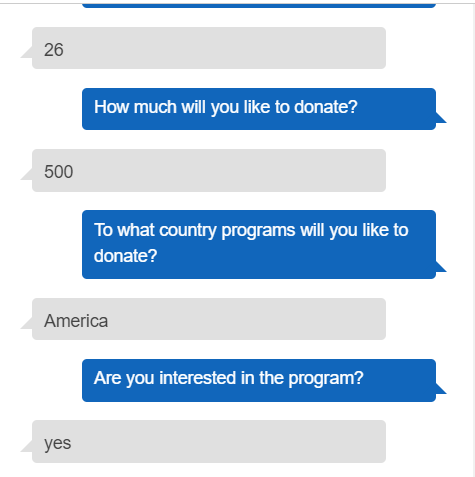 26
How much will you like to donate?
500
To what country programs will you like to
donate?
America
Are you interested in the program?
yes